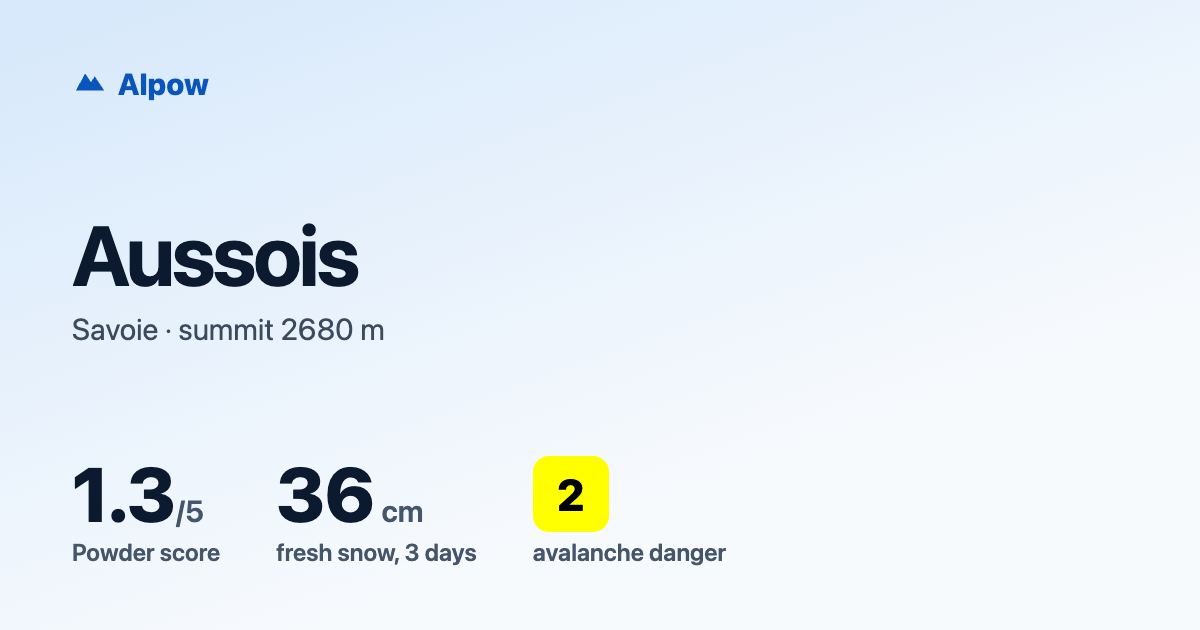 Alpow
Aussois
Savoie · summit 2680 m
1.3/5 36 cm 2
Powder score fresh snow, 3 days avalanche danger